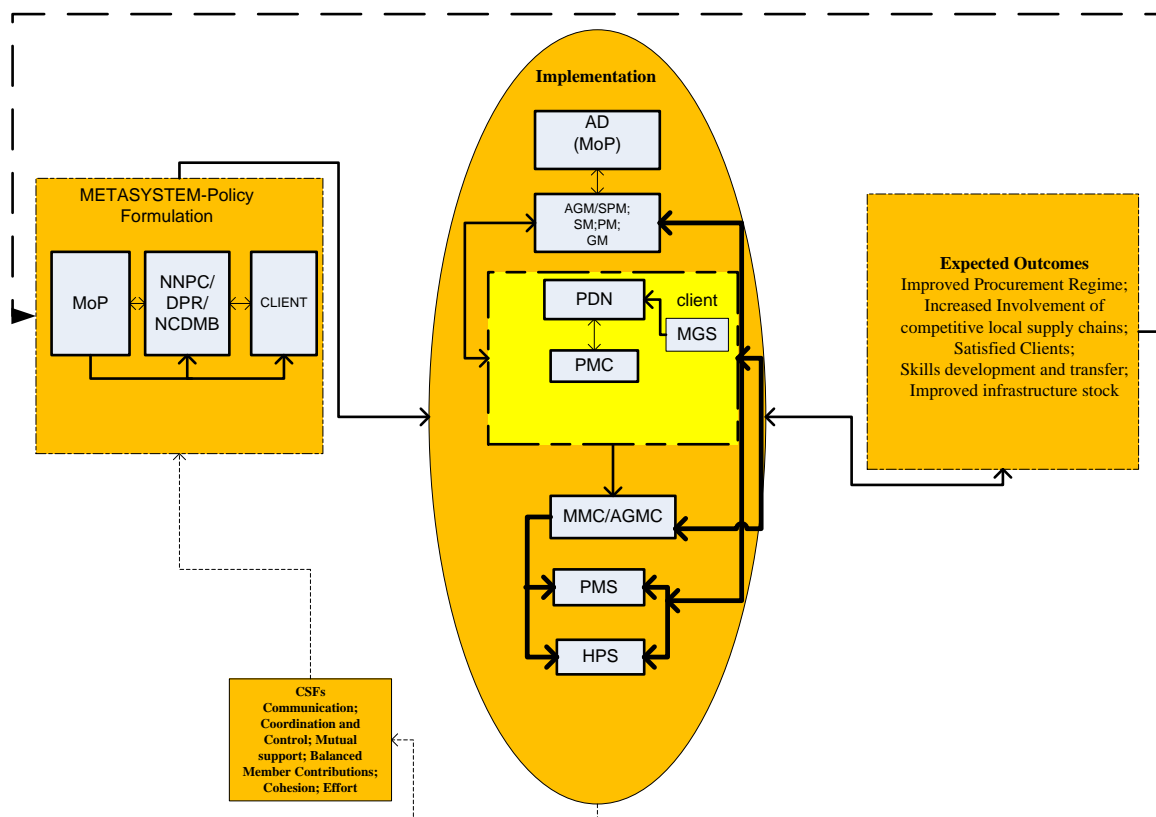 METASYSTEM-Policy
Formulation
MoP
NNPC/
DPR/
NCDMB
CLIENT
Implementation
AD
(MoP)
AGM/SPM;
SM;PM;
GM
PDN
client
MGS
PMC
MMC/AGMC
PMS
HPS
Expected Outcomes
Improved Procurement Regime;
Increased Involvement of
competitive local supply chains;
Satisfied Clients;
Skills development and transfer;
Improved infrastructure stock
CSFs
Communication;
Coordination and
Control; Mutual
support; Balanced
Member Contributions;
Cohesion; Effort